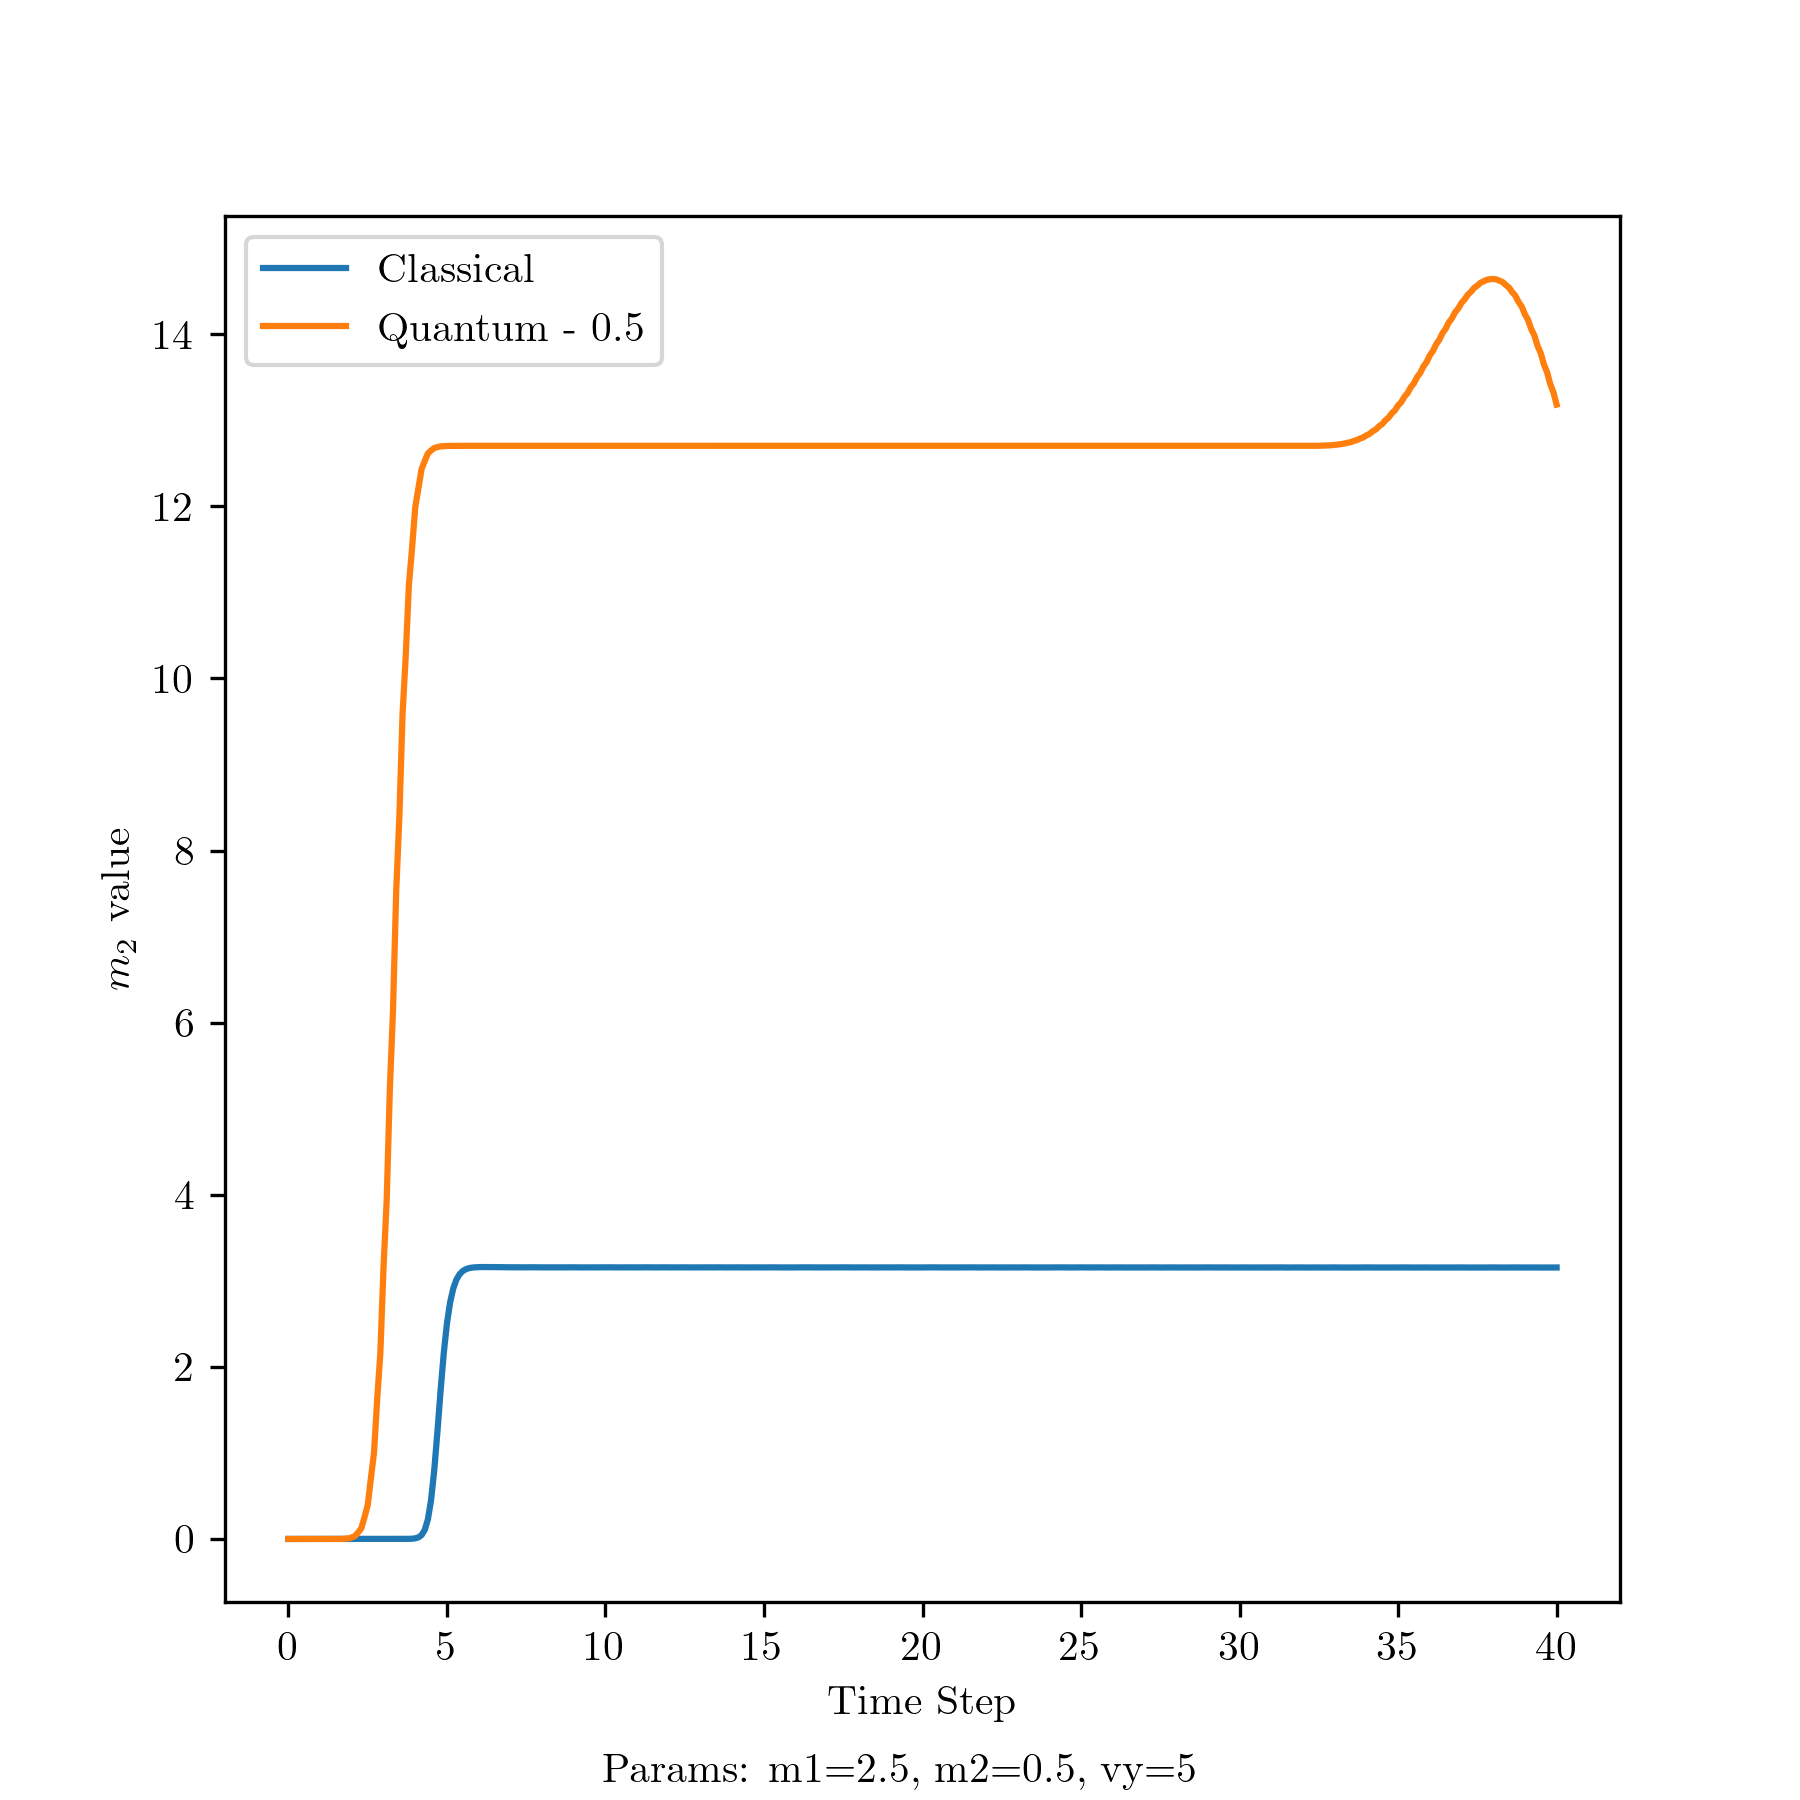 Classical
Quantum - 0.5
14
12
10
8
6
4
2
0
m₂ value
0 5 10 15 20 25 30 35 40
Time Step
Params: m1=2.5, m2=0.5, vy=5